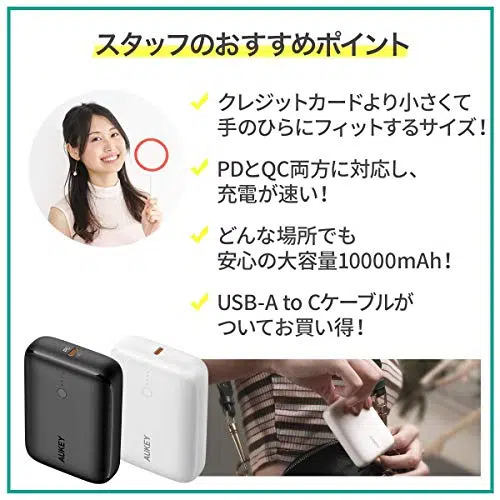 スタッフのおすすめポイント
クレジットカードより小さくて
手のひらにフィットするサイズ！
PDとQC両方に対応し、
充電が速い！
どんな場所でも
安心の大容量10000mAh！
USB-A to Cケーブルが
ついてお買い得！
AUKEY
AUKEY
AUKEY